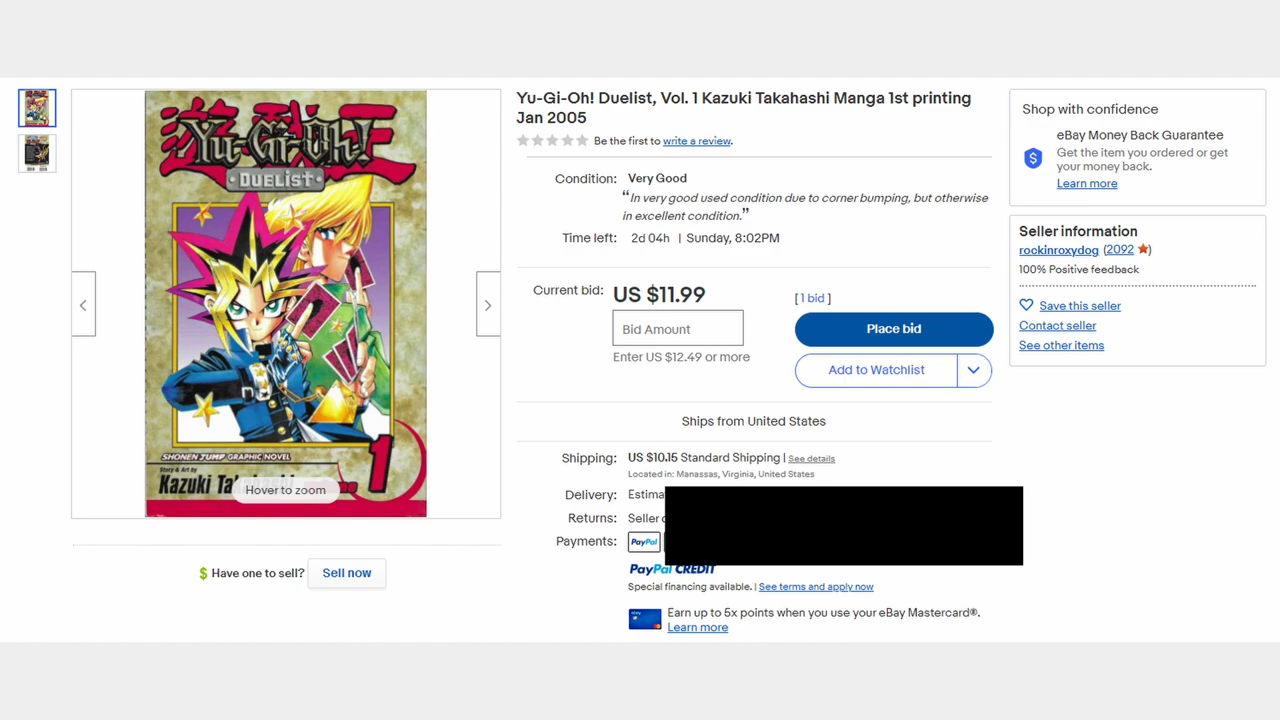 遊戯王
Yu-Gi-Oh!
DUELIST
SHONEN JUMP GRAPHIC NOVEL
Story & Art by
Kazuki
1
Hover to zoom
$ Have one to sell? Sell now
Yu-Gi-Oh! Duelist, Vol. 1 Kazuki Takahashi Manga 1st printing
Jan 2005
Be the first to write a review.
Condition: Very Good
“In very good used condition due to corner bumping, but otherwise
in excellent condition.”
Time left: 2d 04h | Sunday, 8:02PM
Current bid: US $11.99 [ 1 bid ]
Bid Amount Place bid
Enter US $12.49 or more
Add to Watchlist
Ships from United States
Shipping: US $10.15 Standard Shipping | See details
Located in: Manassas, Virginia, United States
Delivery:
Returns: Seller
Payments: PayPal
PayPal CREDIT
Special financing available. | See terms and apply now
Earn up to 5x points when you use your eBay Mastercard®.
Learn more
Shop with confidence
eBay Money Back Guarantee
Get the item you ordered or get
your money back.
Learn more
Seller information
rockinroxydog (2092 ★)
100% Positive feedback
Save this seller
Contact seller
See other items